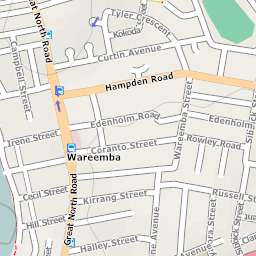 Great North Road
Tyler Crescent
Kokoda
Curtin Avenue
Campbell Street
Hampden Road
Wareemba Street
Edenholm Road
Edenholm
Irene Street
Coranto Street
Rowley Road
Wareemba
Cecil Street
Kirrang Street
Russell Street
Hill Street
Great North Road
Halley Street